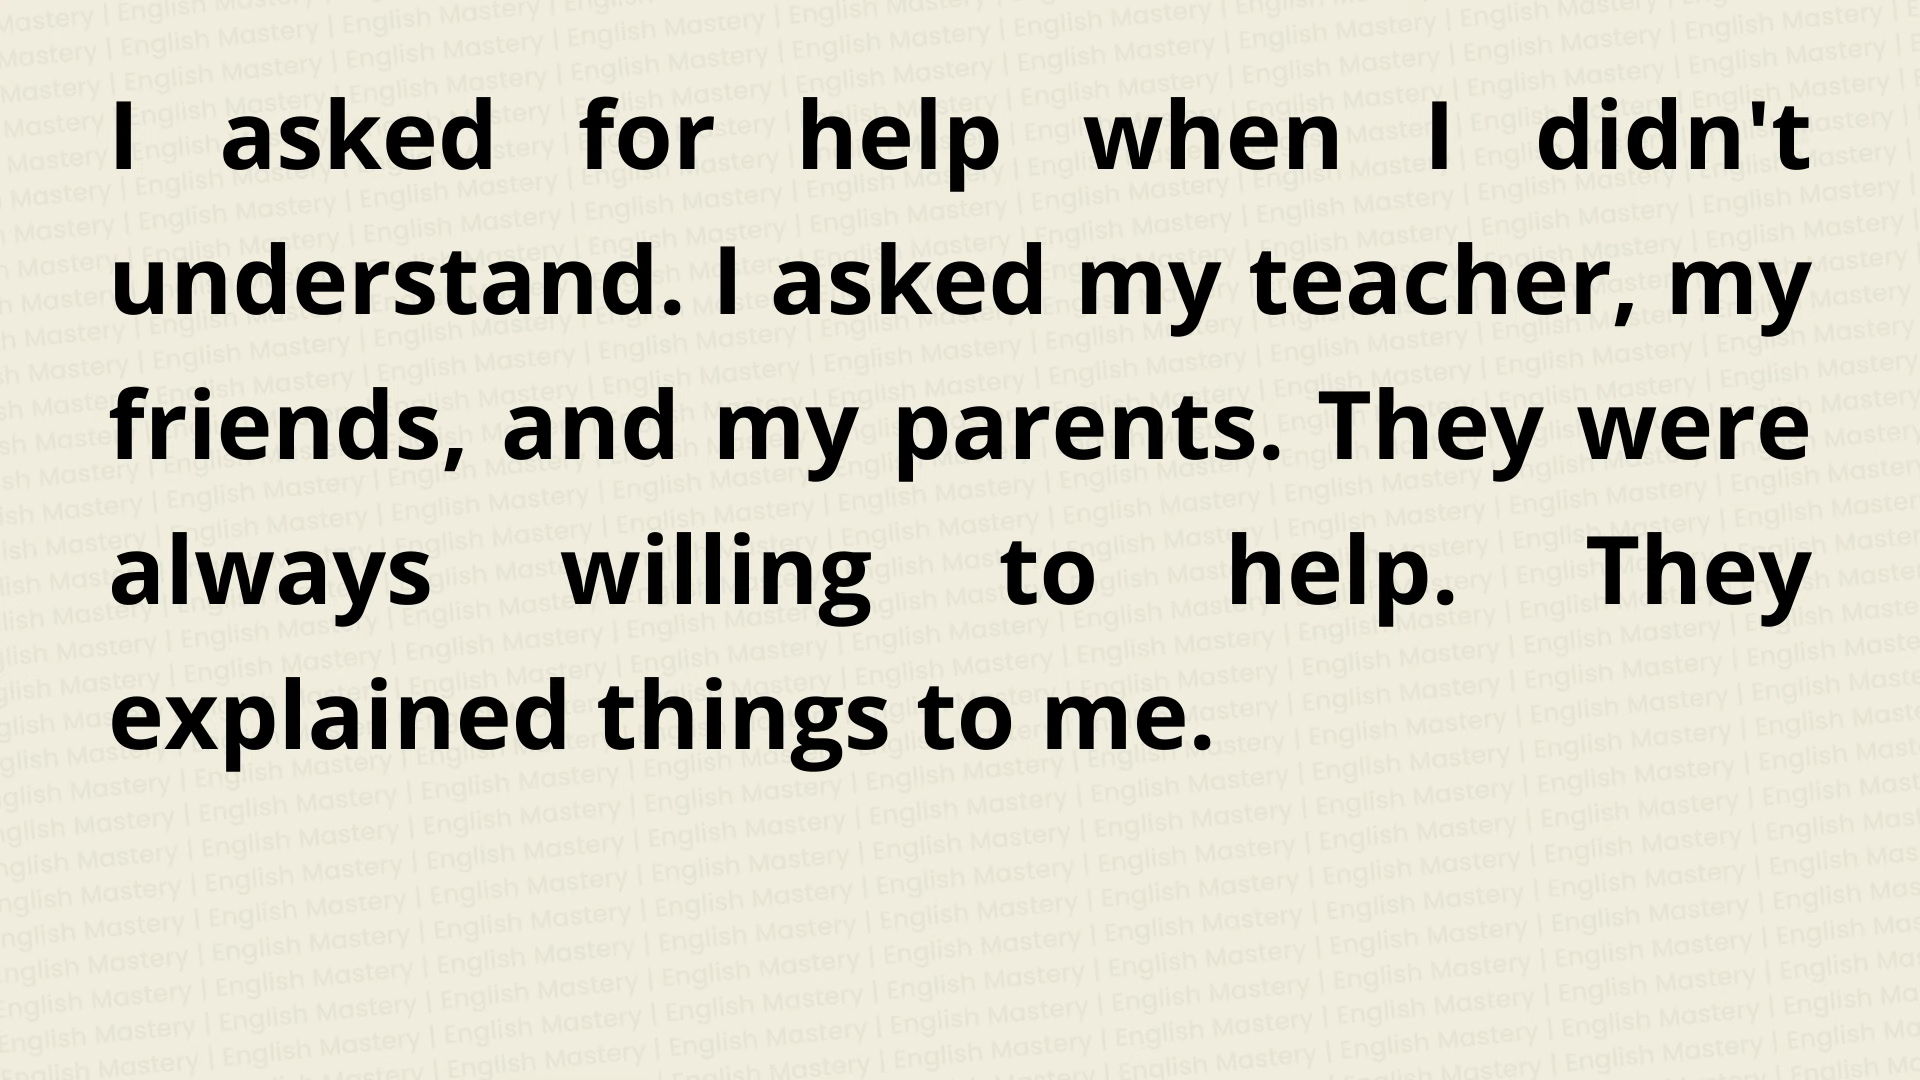 I asked for help when I didn't
understand. I asked my teacher, my
friends, and my parents. They were
always willing to help. They
explained things to me.